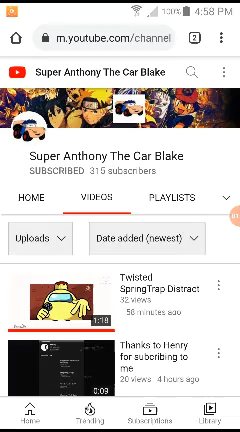 100% 4:58 PM
m.youtube.com/channel
2
Super Anthony The Car Blake
Super Anthony The Car Blake
SUBSCRIBED 315 subscribers
HOME VIDEOS PLAYLISTS
Uploads
Date added (newest)
Twisted
SpringTrap Distract
32 views
58 minutes ago
1:18
Thanks to Henry
for subcribing to
me
20 views · 4 hours ago
0:09
Home Trending Subscriptions Library